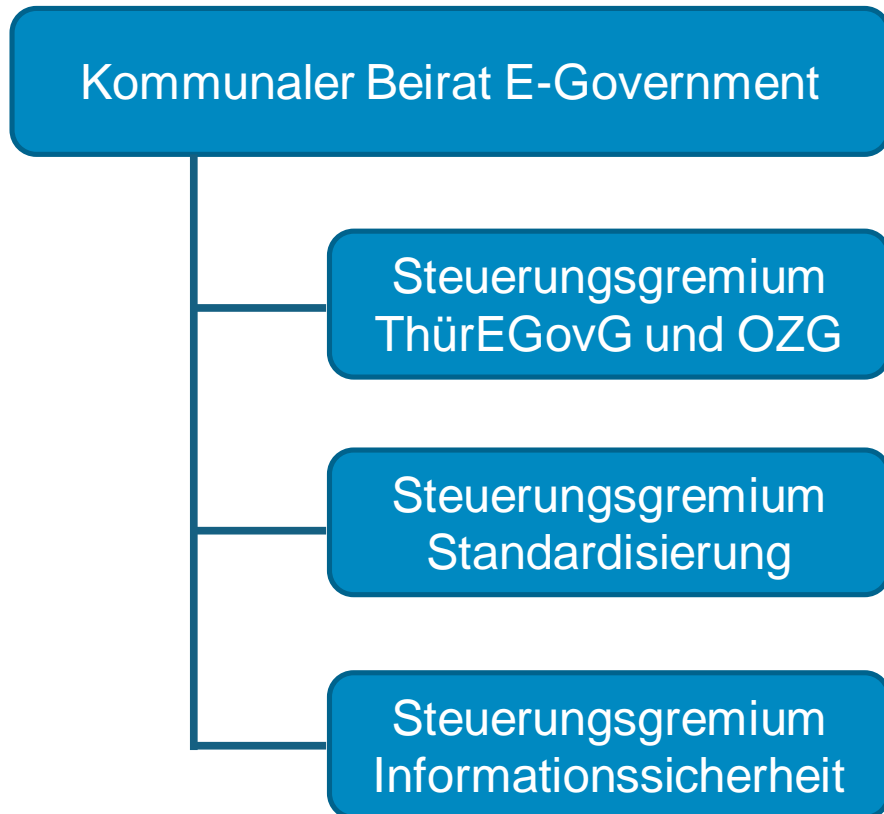 Kommunaler Beirat E-Government
Steuerungsgremium
ThürEGovG und OZG
Steuerungsgremium
Standardisierung
Steuerungsgremium
Informationssicherheit